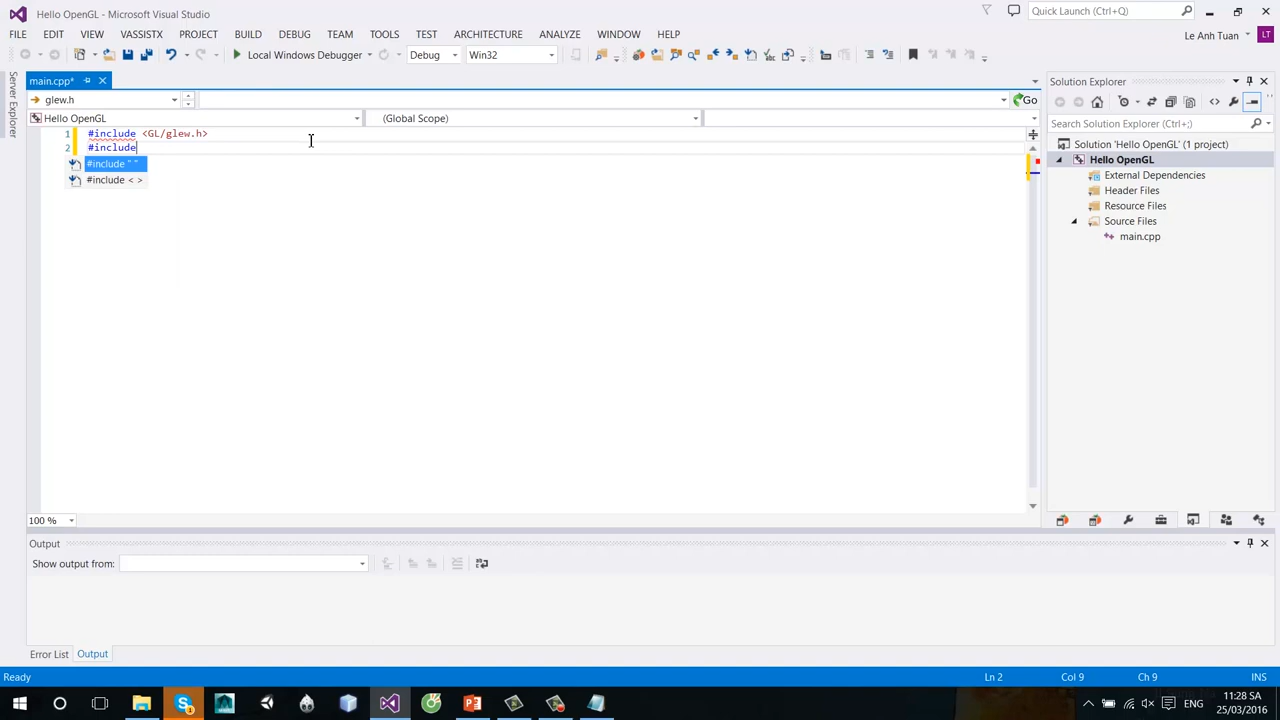 Hello OpenGL - Microsoft Visual Studio
Quick Launch (Ctrl+Q)
FILE EDIT VIEW VASSISTX PROJECT BUILD DEBUG TEAM TOOLS TEST ARCHITECTURE ANALYZE WINDOW HELP
Le Anh Tuan LT
Local Windows Debugger Debug Win32
Server Explorer
main.cpp*
Solution Explorer
glew.h
Go
Hello OpenGL (Global Scope)
Search Solution Explorer (Ctrl+;)
1 #include <GL/glew.h>
2 #include
#include " "
#include < >
Solution 'Hello OpenGL' (1 project)
Hello OpenGL
External Dependencies
Header Files
Resource Files
Source Files
main.cpp
100 %
Output
Show output from:
Error List Output
Ready Ln 2 Col 9 Ch 9 INS
ENG 11:28 SA
25/03/2016